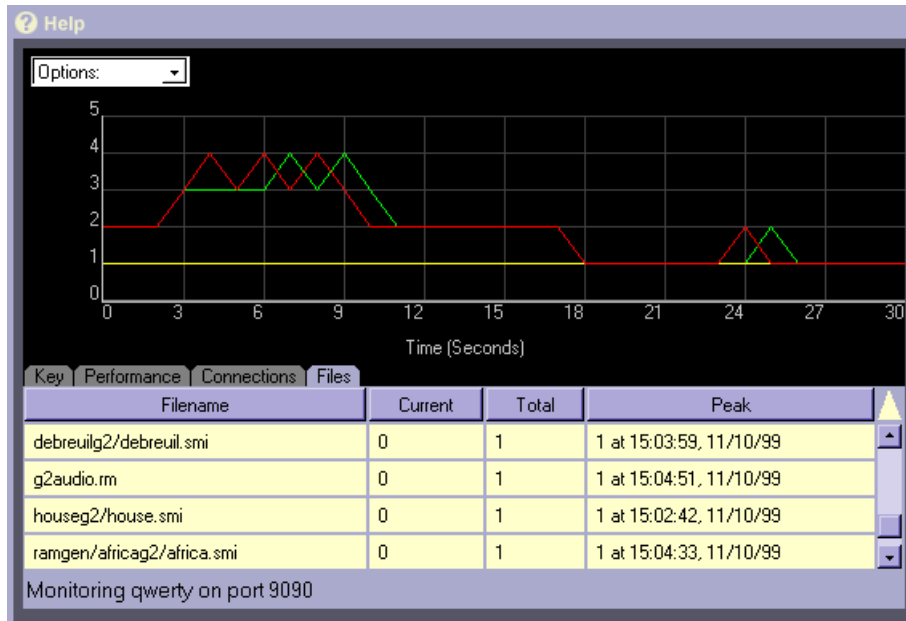 ? Help
Options:
5
4
3
2
1
0
0 3 6 9 12 15 18 21 24 27 30
Time (Seconds)
Key Performance Connections Files
Filename Current Total Peak
debreuilg2/debreuil.smi 0 1 1 at 15:03:59, 11/10/99
g2audio.rm 0 1 1 at 15:04:51, 11/10/99
houseg2/house.smi 0 1 1 at 15:02:42, 11/10/99
ramgen/africag2/africa.smi 0 1 1 at 15:04:33, 11/10/99
Monitoring qwerty on port 9090